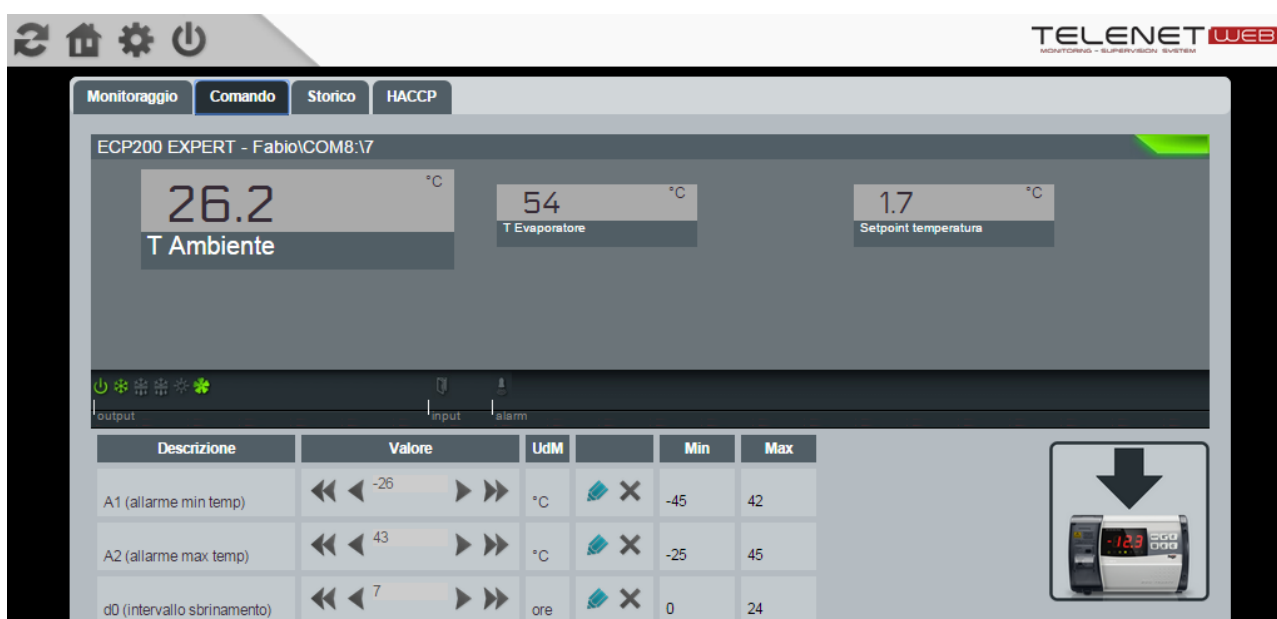 TELENET WEB
MONITORING - SUPERVISION SYSTEM
Monitoraggio Comando Storico HACCP
ECP200 EXPERT - Fabio\COM8:\7
26.2 °C
T Ambiente
54 °C
T Evaporatore
1.7 °C
Setpoint temperatura
output input alarm
Descrizione Valore UdM Min Max
A1 (allarme min temp) -26 °C -45 42
A2 (allarme max temp) 43 °C -25 45
d0 (intervallo sbrinamento) 7 ore 0 24
-12.3